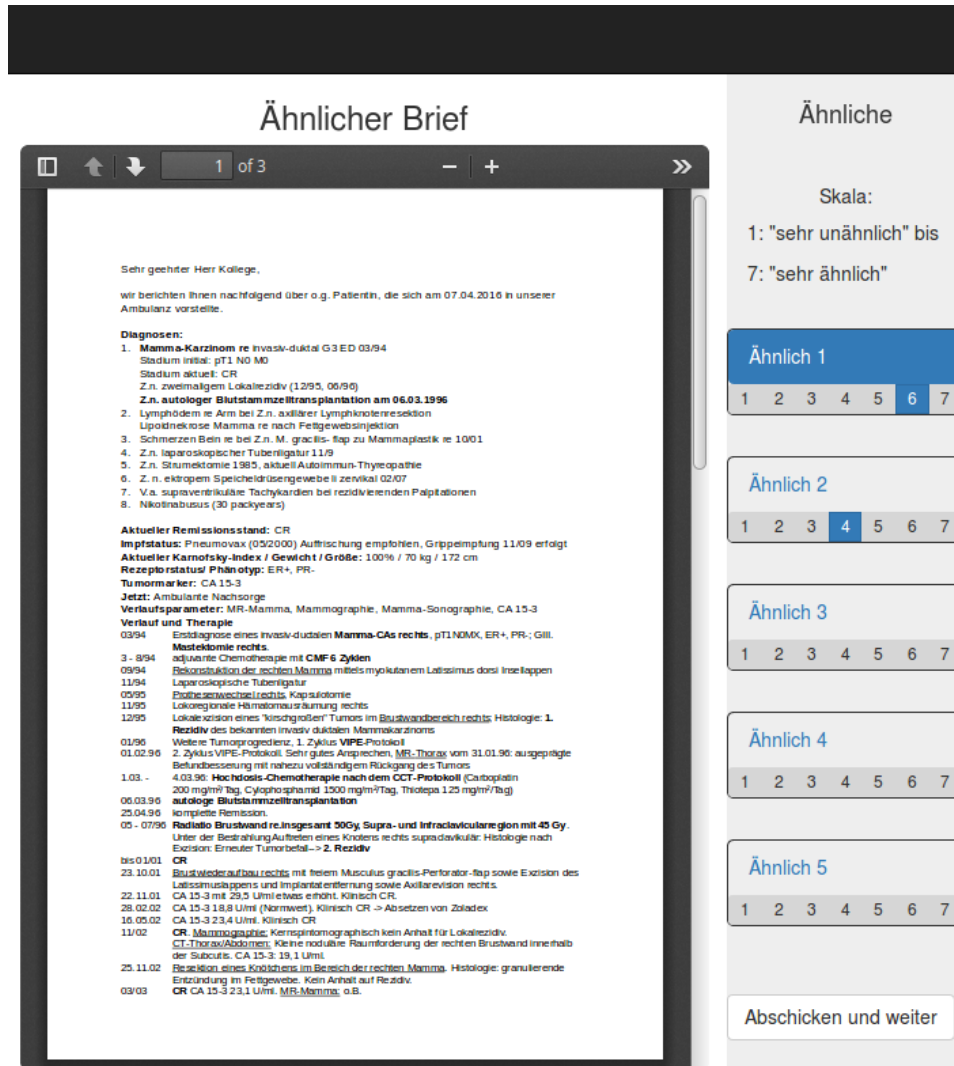 Ähnlicher Brief
1 of 3
Sehr geehrter Herr Kollege,
wir berichten Ihnen nachfolgend über o.g. Patientin, die sich am 07.04.2016 in unserer
Ambulanz vorstellte.
Diagnosen:
1. Mamma-Karzinom re invasiv-duktal G3 ED 03/94
Stadium initial: pT1 N0 M0
Stadium aktuell: CR
Z.n. zweimaligem Lokalrezidiv (12/95, 06/96)
Z.n. autologer Blutstammzelltransplantation am 06.03.1996
2. Lymphödem re Arm bei Z.n. axillärer Lymphknotenresektion
Lipoidnekrose Mamma re nach Fettgewebsinjektion
3. Schmerzen Bein re bei Z.n. M. gracilis- flap zu Mammaplastik re 10/01
4. Z.n. laparoskopischer Tubenligatur 11/9
5. Z.n. Strumektomie 1985, aktuell Autoimmun-Thyreopathie
6. Z. n. ektropem Speicheldrüsengewebe li zervikal 02/07
7. V.a. supraventrikuläre Tachykardien bei rezidivierenden Palpitationen
8. Nikotinabusus (30 packyears)
Aktueller Remissionsstand: CR
Impfstatus: Pneumovax (05/2000) Auffrischung empfohlen, Grippeimpfung 11/09 erfolgt
Aktueller Karnofsky-Index / Gewicht / Größe: 100% / 70 kg / 172 cm
Rezeptorstatus/ Phänotyp: ER+, PR-
Tumormarker: CA 15-3
Jetzt: Ambulante Nachsorge
Verlaufsparameter: MR-Mamma, Mammographie, Mamma-Sonographie, CA 15-3
Verlauf und Therapie
03/94 Erstdiagnose eines invasiv-ductalen Mamma-CAs rechts, pT1N0MX, ER+, PR-; GIII.
Mastektomie rechts.
3 - 8/94 adjuvante Chemotherapie mit CMF 6 Zyklen
09/94 Rekonstruktion der rechten Mamma mittels myokutanem Latissimus dorsi Insellappen
11/94 Laparoskopische Tubenligatur
05/95 Prothesenwechsel rechts, Kapsulotomie
11/95 Lokoregionale Hämatomausräumung rechts
12/95 Lokalexzision eines "kirschgroßen" Tumors im Brustwandbereich rechts; Histologie: 1.
Rezidiv des bekannten invasiv duktalen Mammakarzinoms
01/96 Weitere Tumorprogredienz, 1. Zyklus VIPE-Protokoll
01.02.96 2. Zyklus VIPE-Protokoll. Sehr gutes Ansprechen, MR-Thorax vom 31.01.96: ausgeprägte
Befundbesserung mit nahezu vollständigem Rückgang des Tumors
1.03. - 4.03.96: Hochdosis-Chemotherapie nach dem CCT-Protokoll (Carboplatin
200 mg/m²/Tag, Cylophosphamid 1500 mg/m²/Tag, Thiotepa 125 mg/m²/Tag)
06.03.96 autologe Blutstammzelltransplantation
25.04.96 komplette Remission.
05 - 07/96 Radiatio Brustwand re.insgesamt 50Gy, Supra- und Infraclavicularregion mit 45 Gy.
Unter der Bestrahlung Auftreten eines Knotens rechts supraclavikulär: Histologie nach
Exzision: Erneuter Tumorbefall--> 2. Rezidiv
bis 01/01 CR
23.10.01 Brustwiederaufbau rechts mit freiem Musculus gracilis-Perforator-flap sowie Exzision des
Latissimuslappens und Implantatentfernung sowie Axillarevision rechts.
22.11.01 CA 15-3 mit 29,5 U/ml etwas erhöht. Klinisch CR.
28.02.02 CA 15-3 18,8 U/ml (Normwert). Klinisch CR -> Absetzen von Zoladex
16.05.02 CA 15-3 23,4 U/ml. Klinisch CR
11/02 CR. Mammographie: Kernspintomographisch kein Anhalt für Lokalrezidiv.
CT-Thorax/Abdomen: Kleine noduläre Raumforderung der rechten Brustwand innerhalb
der Subcutis. CA 15-3: 19,1 U/ml.
25.11.02 Resektion eines Knötchens im Bereich der rechten Mamma. Histologie: granulierende
Entzündung im Fettgewebe. Kein Anhalt auf Rezidiv.
03/03 CR CA 15-3 23,1 U/ml. MR-Mamma: o.B.
Ähnliche
Skala:
1: "sehr unähnlich" bis
7: "sehr ähnlich"
Ähnlich 1
1 2 3 4 5 6 7
Ähnlich 2
1 2 3 4 5 6 7
Ähnlich 3
1 2 3 4 5 6 7
Ähnlich 4
1 2 3 4 5 6 7
Ähnlich 5
1 2 3 4 5 6 7
Abschicken und weiter